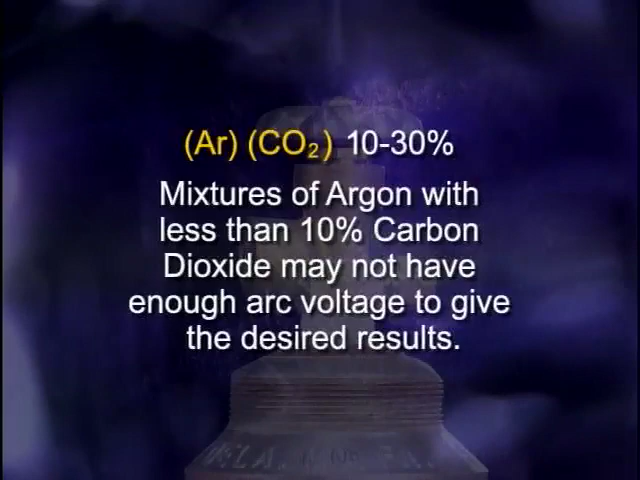 (Ar) (CO₂) 10-30%
Mixtures of Argon with
less than 10% Carbon
Dioxide may not have
enough arc voltage to give
the desired results.